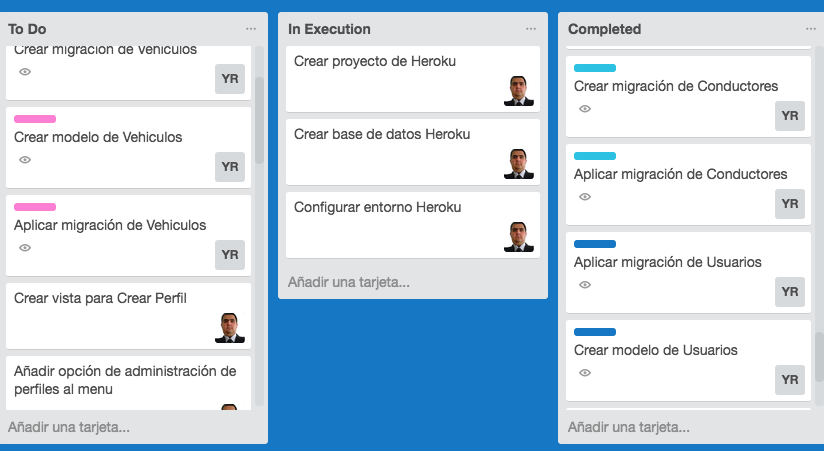 To Do
Crear migración de Vehiculos
YR
Crear modelo de Vehiculos
YR
Aplicar migración de Vehiculos
YR
Crear vista para Crear Perfil
Añadir opción de administración de
perfiles al menu
Añadir una tarjeta...
In Execution
Crear proyecto de Heroku
Crear base de datos Heroku
Configurar entorno Heroku
Añadir una tarjeta...
Completed
Crear migración de Conductores
YR
Aplicar migración de Conductores
YR
Aplicar migración de Usuarios
YR
Crear modelo de Usuarios
YR
Añadir una tarjeta...